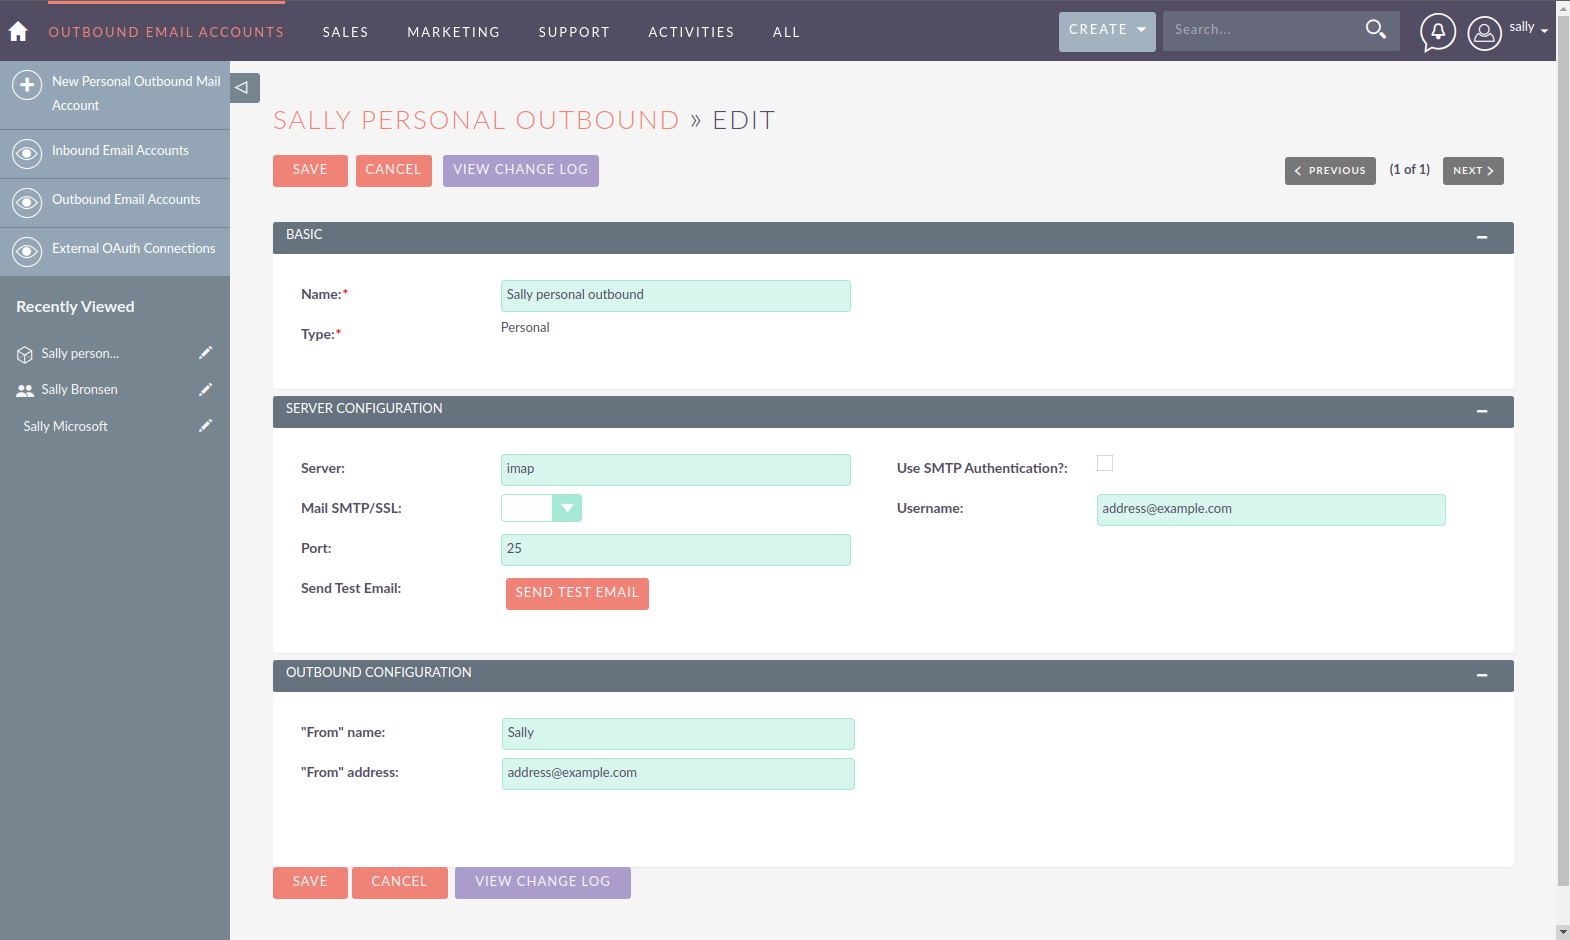 OUTBOUND EMAIL ACCOUNTS SALES MARKETING SUPPORT ACTIVITIES ALL CREATE Search... sally
New Personal Outbound Mail
Account
Inbound Email Accounts
Outbound Email Accounts
External OAuth Connections
Recently Viewed
Sally person...
Sally Bronsen
Sally Microsoft
SALLY PERSONAL OUTBOUND » EDIT
SAVE CANCEL VIEW CHANGE LOG PREVIOUS (1 of 1) NEXT
BASIC
Name:* Sally personal outbound
Type:* Personal
SERVER CONFIGURATION
Server: imap Use SMTP Authentication?:
Mail SMTP/SSL: Username: address@example.com
Port: 25
Send Test Email: SEND TEST EMAIL
OUTBOUND CONFIGURATION
"From" name: Sally
"From" address: address@example.com
SAVE CANCEL VIEW CHANGE LOG